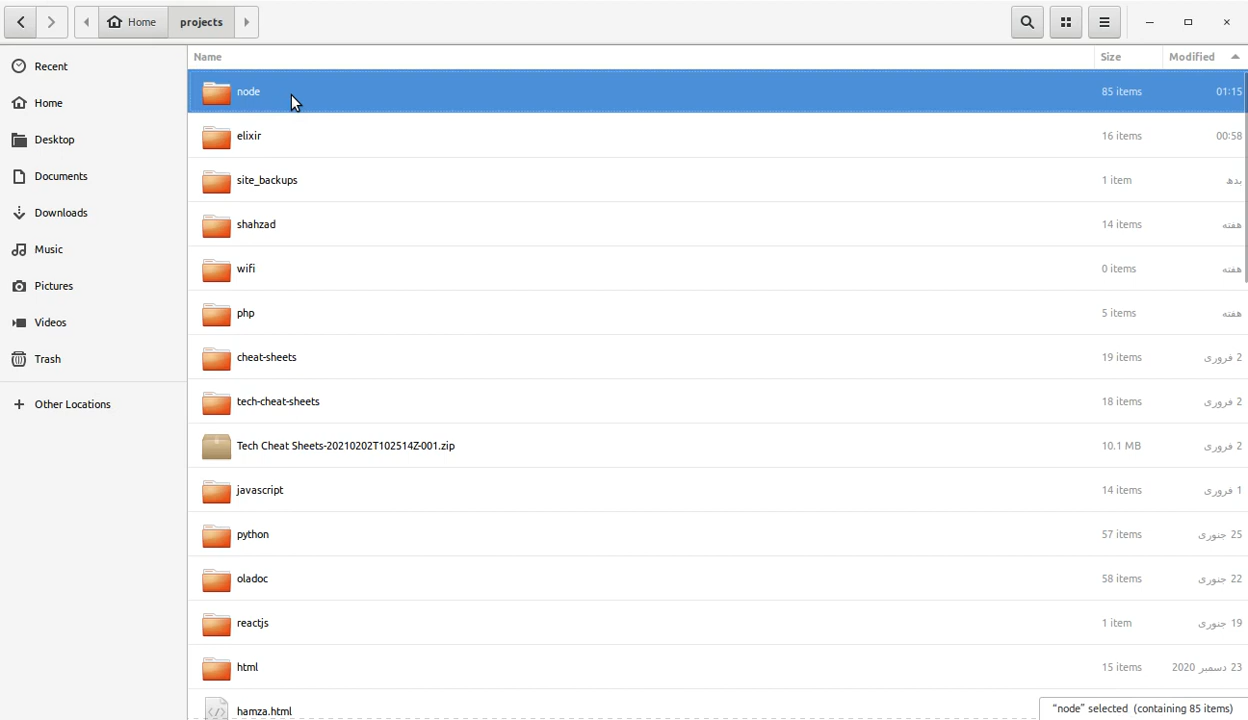 Home projects
Recent
Home
Desktop
Documents
Downloads
Music
Pictures
Videos
Trash
Other Locations
Name Size Modified
node 85 items 01:15
elixir 16 items 00:58
site_backups 1 item بدھ
shahzad 14 items ہفتہ
wifi 0 items ہفتہ
php 5 items ہفتہ
cheat-sheets 19 items 2 فروری
tech-cheat-sheets 18 items 2 فروری
Tech Cheat Sheets-20210202T102514Z-001.zip 10.1 MB 2 فروری
javascript 14 items 1 فروری
python 57 items 25 جنوری
oladoc 58 items 22 جنوری
reactjs 1 item 19 جنوری
html 15 items 23 دسمبر 2020
hamza.html
"node" selected (containing 85 items)